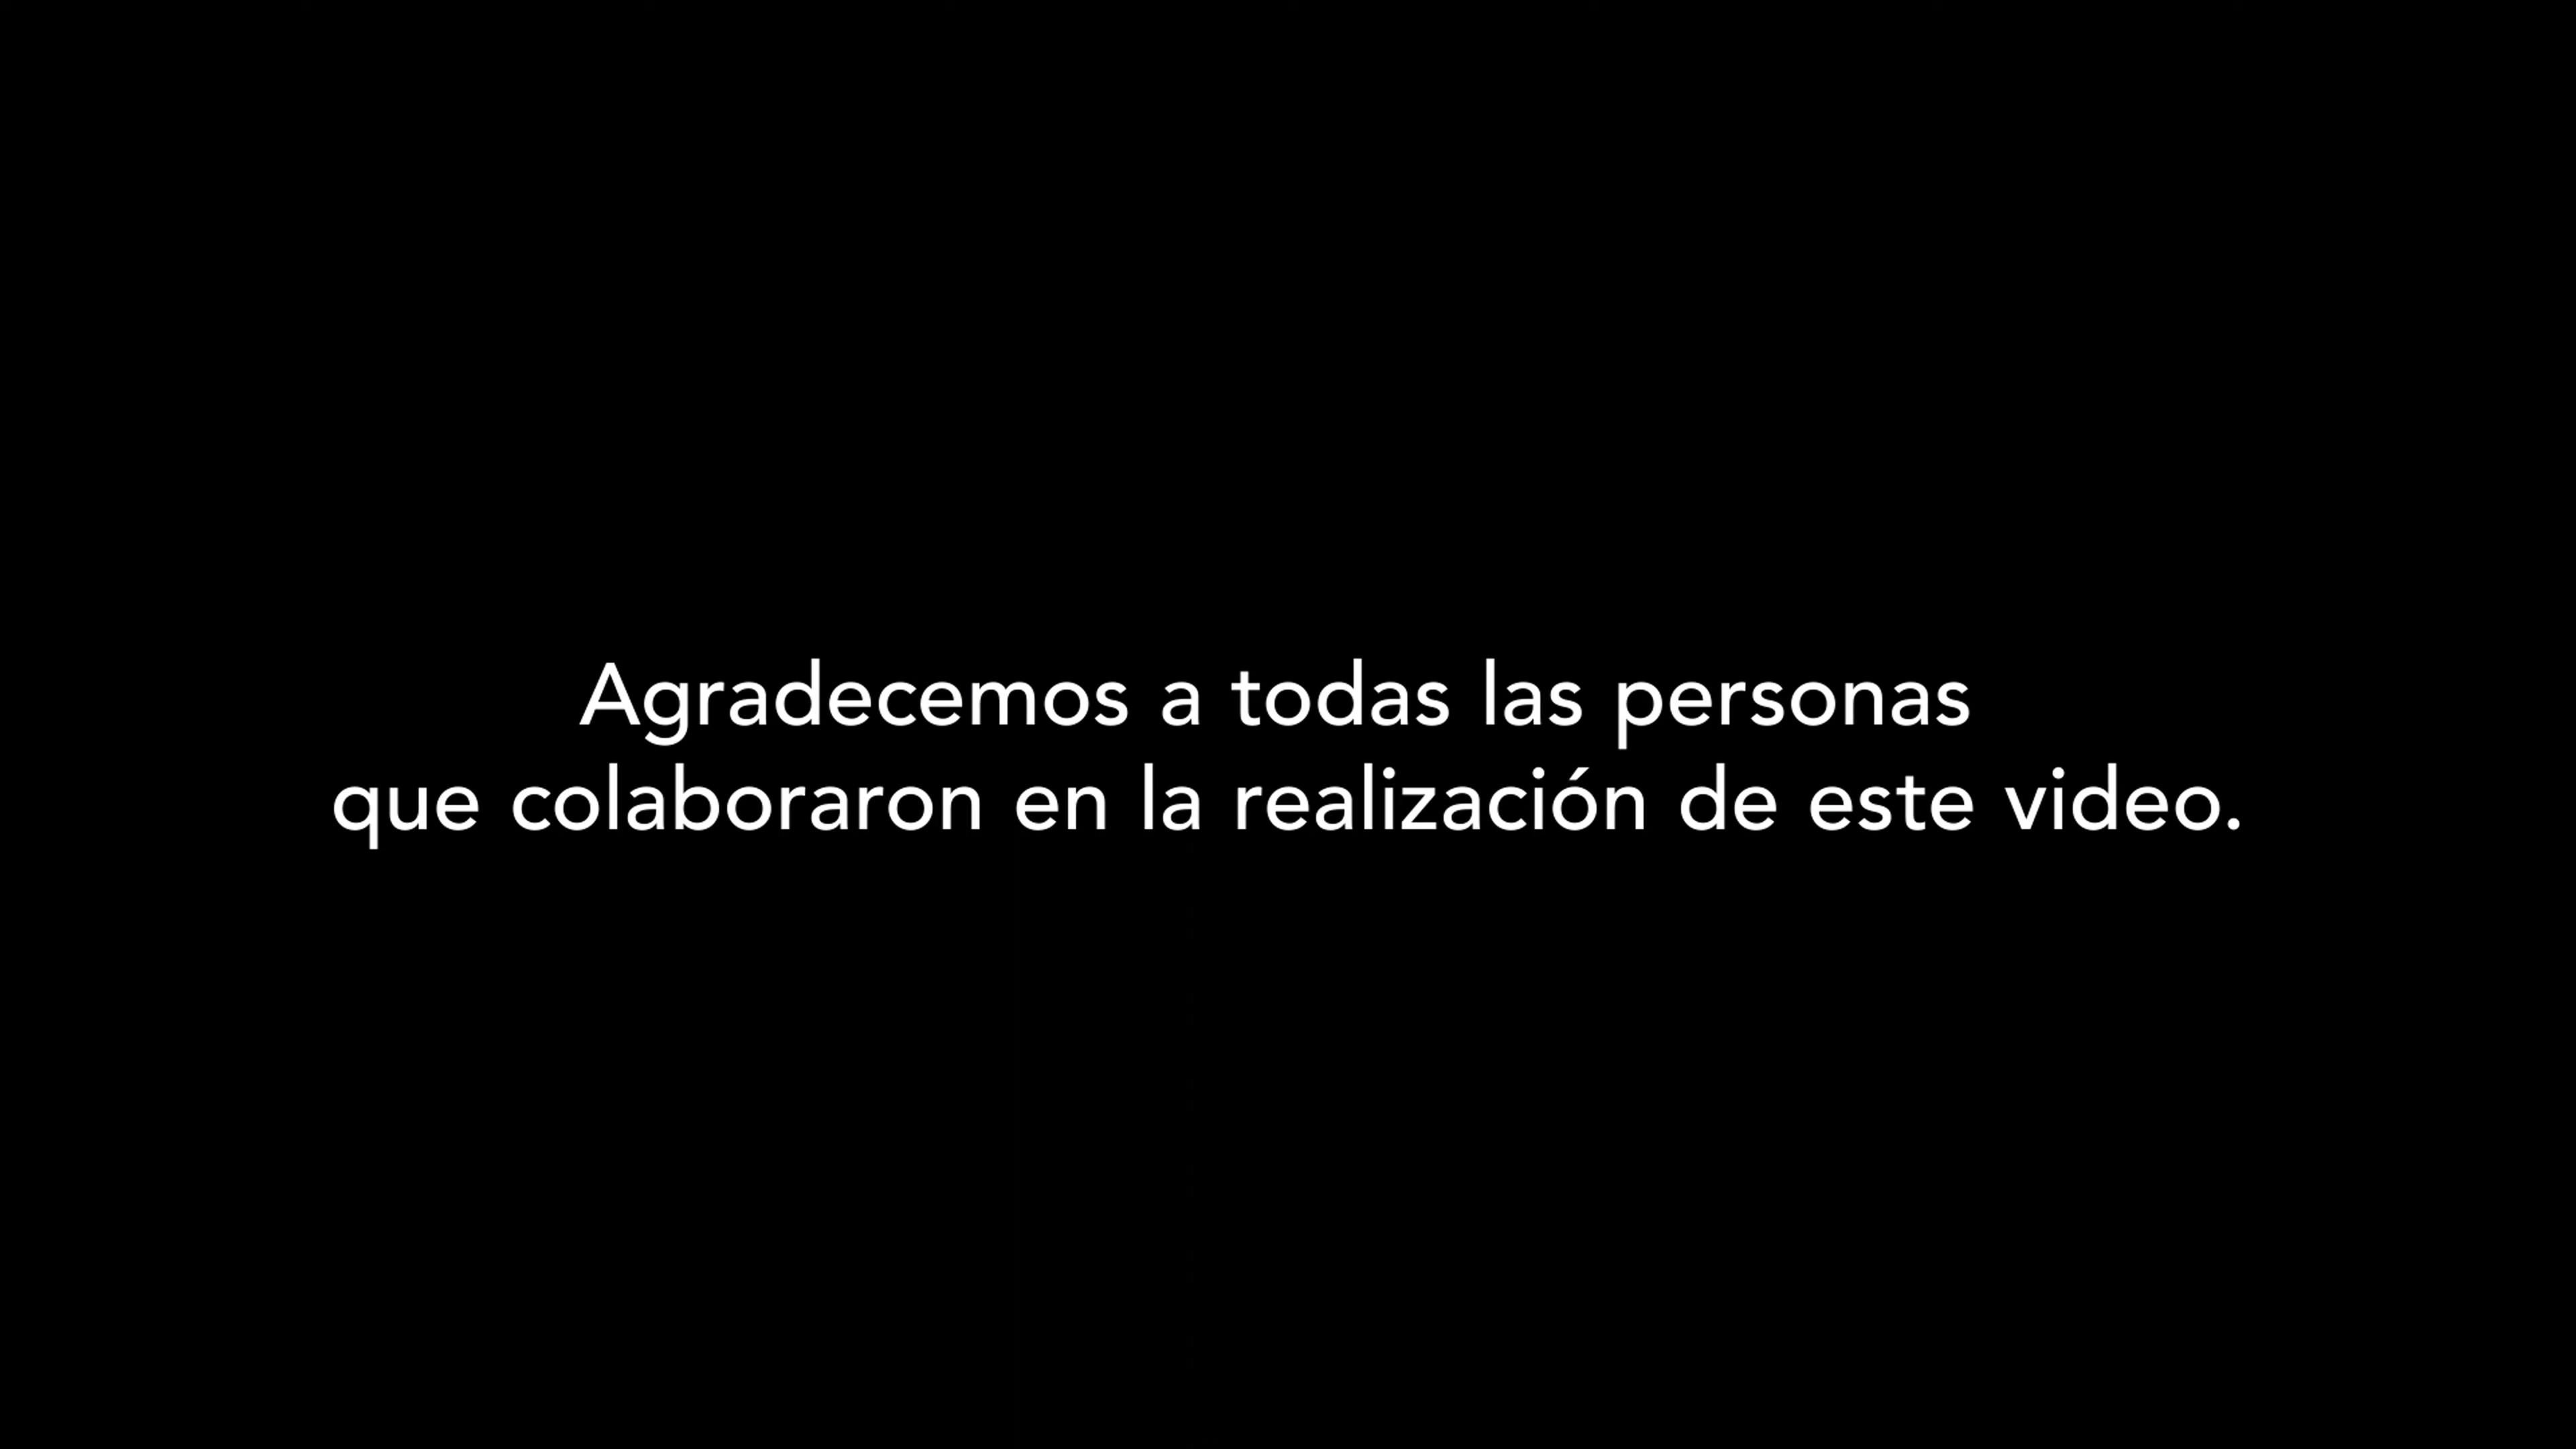 Agradecemos a todas las personas
que colaboraron en la realización de este video.